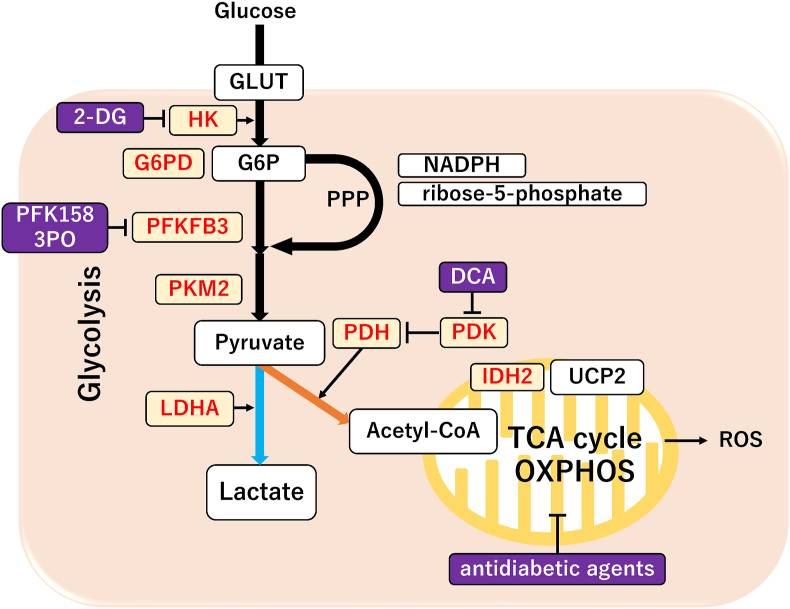 Glucose
GLUT
2-DG
HK
G6PD
G6P
NADPH
ribose-5-phosphate
PPP
PFK158
3PO
PFKFB3
Glycolysis
PKM2
DCA
Pyruvate
PDH
PDK
IDH2
UCP2
LDHA
Acetyl-CoA
TCA cycle
OXPHOS
ROS
Lactate
antidiabetic agents